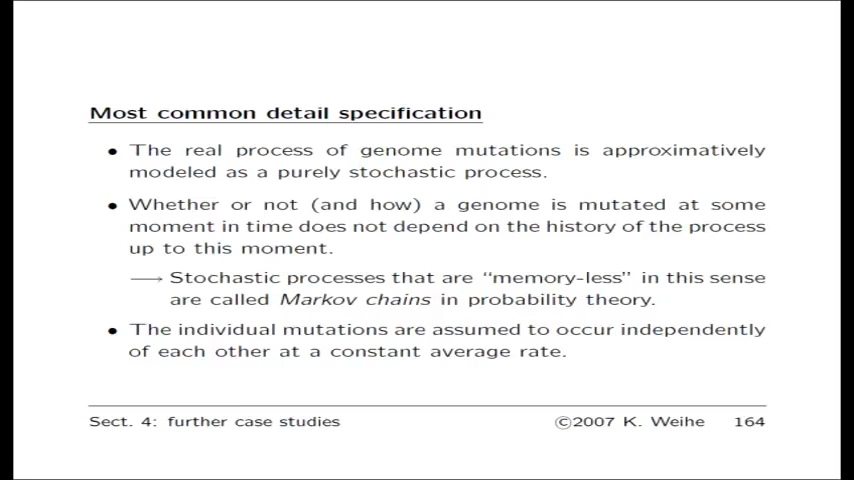 Most common detail specification
• The real process of genome mutations is approximatively
modeled as a purely stochastic process.
• Whether or not (and how) a genome is mutated at some
moment in time does not depend on the history of the process
up to this moment.
⟶ Stochastic processes that are “memory-less” in this sense
are called Markov chains in probability theory.
• The individual mutations are assumed to occur independently
of each other at a constant average rate.
Sect. 4: further case studies ©2007 K. Weihe 164